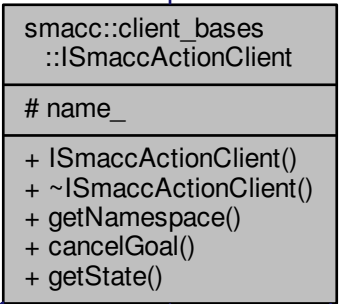 smacc::client_bases
::ISmaccActionClient
# name_
+ ISmaccActionClient()
+ ~ISmaccActionClient()
+ getNamespace()
+ cancelGoal()
+ getState()